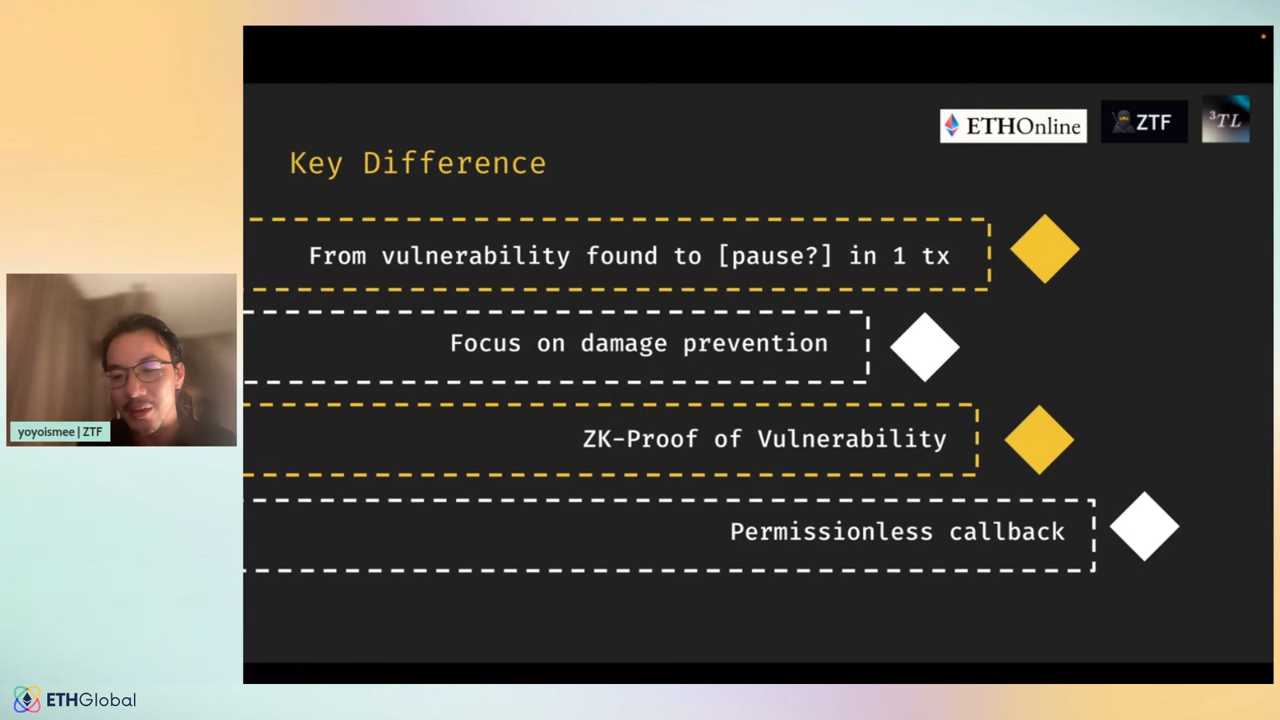 ETHOnline
ZTF
³TL
Key Difference
From vulnerability found to [pause?] in 1 tx
Focus on damage prevention
ZK-Proof of Vulnerability
Permissionless callback
yoyoismee | ZTF
ETHGlobal